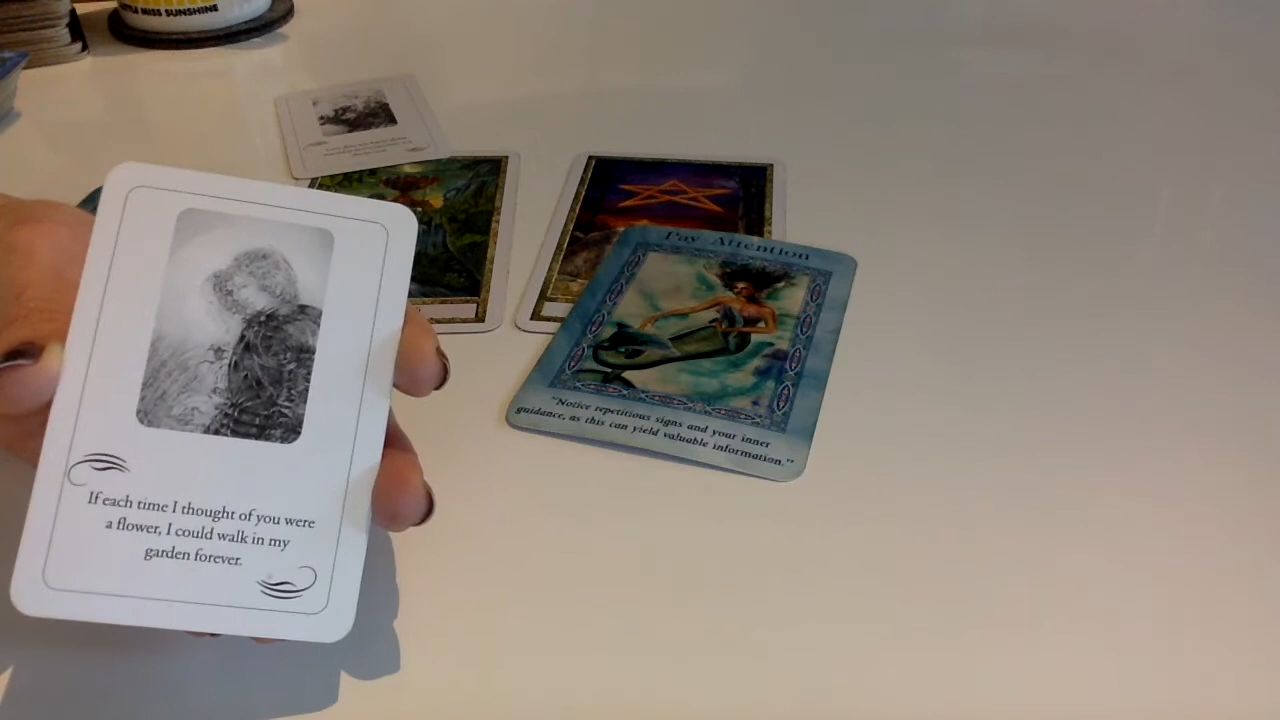 LITTLE MISS SUNSHINE
Pay Attention
"Notice repetitious signs and your inner
guidance, as this can yield valuable information."
If each time I thought of you were
a flower, I could walk in my
garden forever.